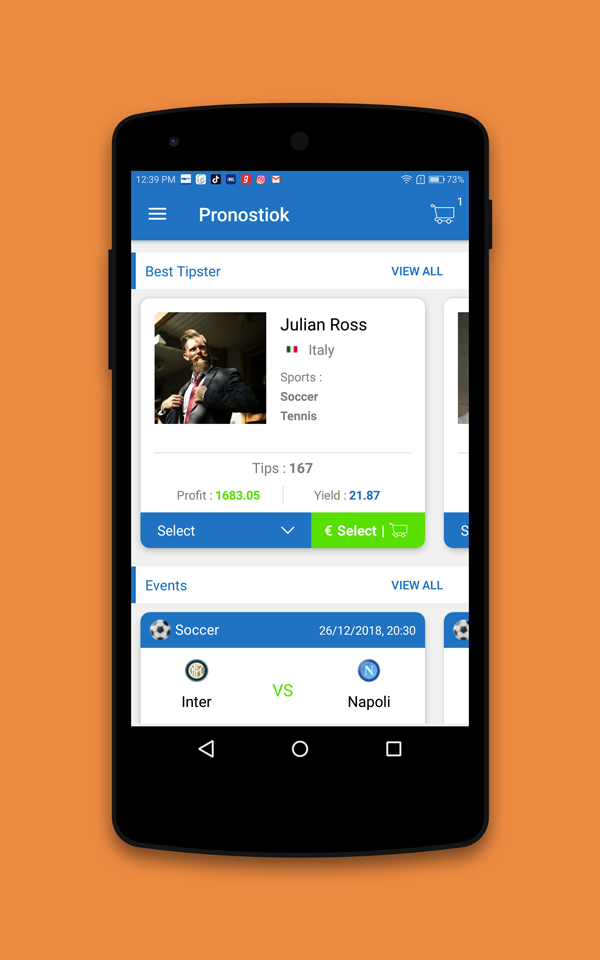 12:39 PM 73%
Pronostiok 1
Best Tipster VIEW ALL
Julian Ross
Italy
Sports :
Soccer
Tennis
Tips : 167
Profit : 1683.05 Yield : 21.87
Select € Select | S
Events VIEW ALL
Soccer 26/12/2018, 20:30
VS
Inter Napoli